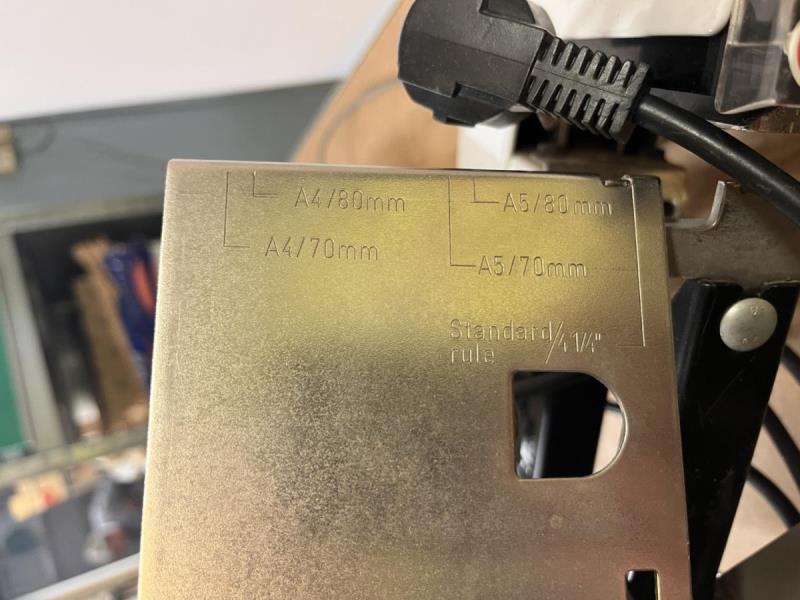 A4/80mm
A5/80mm
A4/70mm
A5/70mm
Standard/4 1/4"
rule